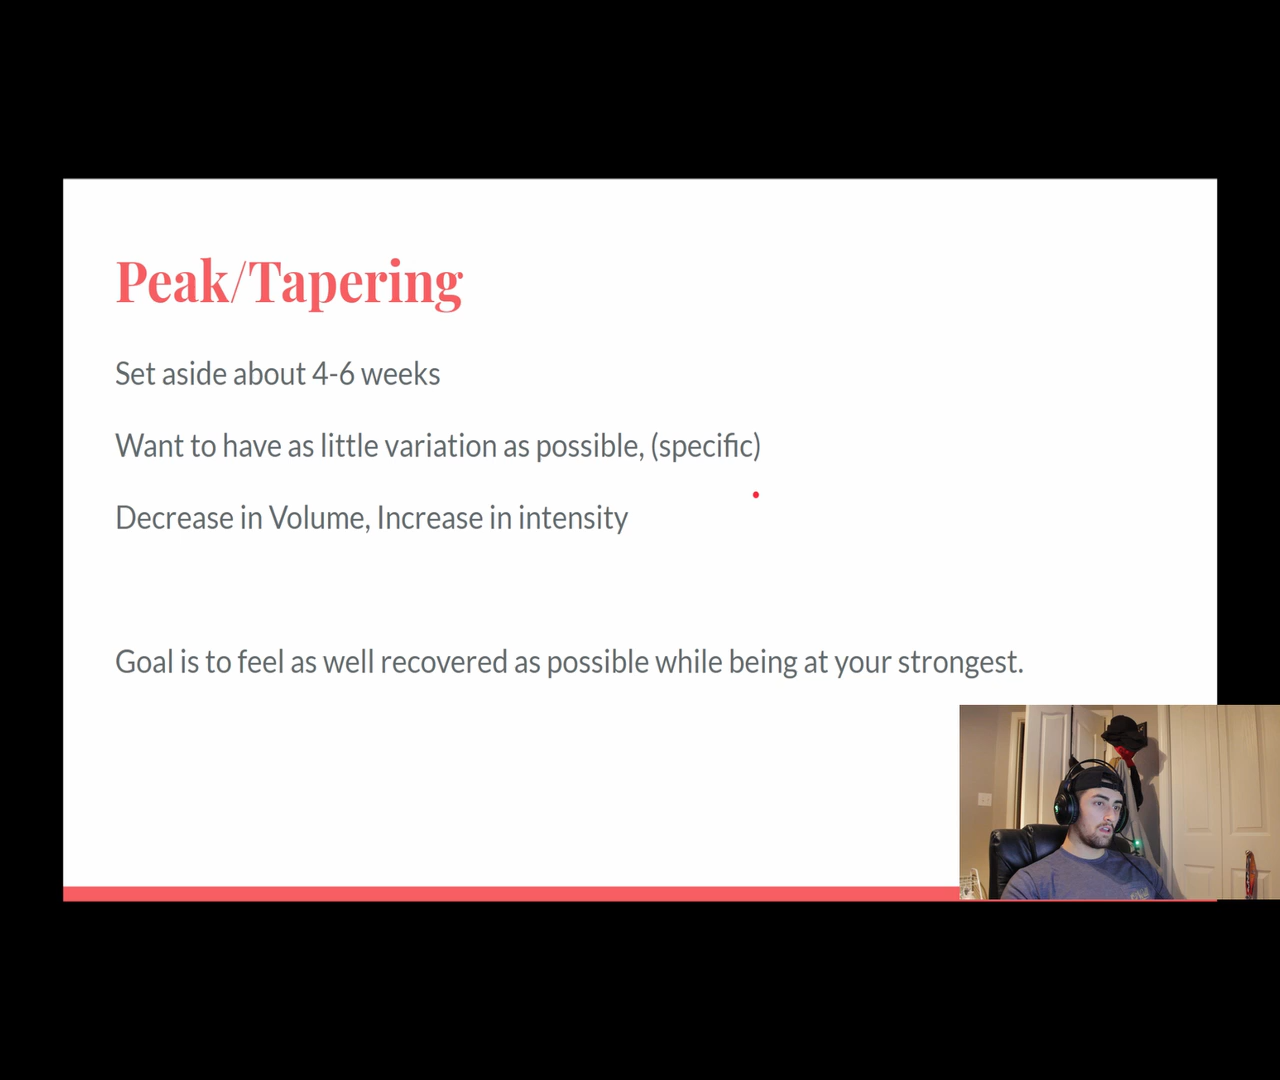 Peak/Tapering
Set aside about 4-6 weeks
Want to have as little variation as possible, (specific)
Decrease in Volume, Increase in intensity
Goal is to feel as well recovered as possible while being at your strongest.